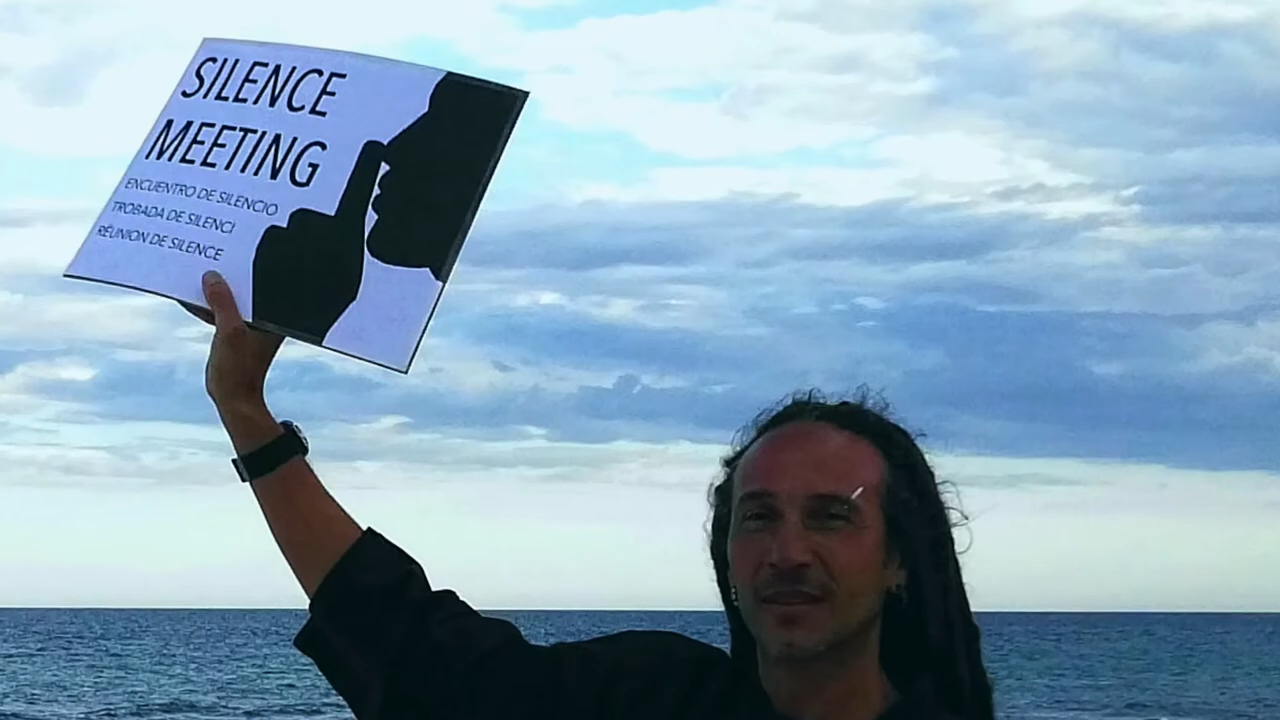 SILENCE
MEETING
ENCUENTRO DE SILENCIO
TROBADA DE SILENCI
RÉUNION DE SILENCE